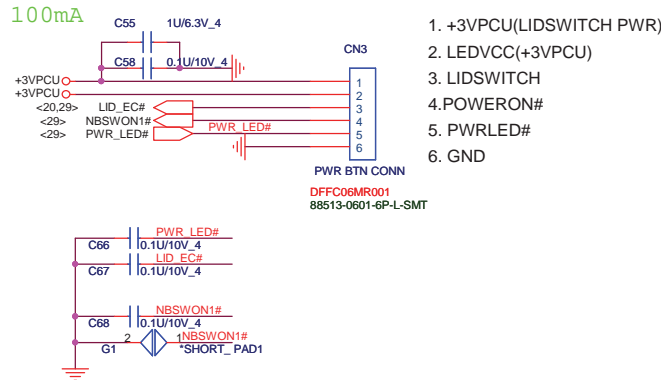 100mA
C55 1U/6.3V_4
C58 0.1U/10V_4
CN3
+3VPCU 1
+3VPCU 2
<20,29> LID_EC# 3
<29> NBSWON1# 4
<29> PWR_LED# PWR_LED# 5
6
PWR BTN CONN
DFFC06MR001
88513-0601-6P-L-SMT
1. +3VPCU(LIDSWITCH PWR)
2. LEDVCC(+3VPCU)
3. LIDSWITCH
4.POWERON#
5. PWRLED#
6. GND
PWR_LED#
C66 0.1U/10V_4
LID_EC#
C67 0.1U/10V_4
NBSWON1#
C68 0.1U/10V_4
G1 2 1 NBSWON1#
*SHORT_ PAD1